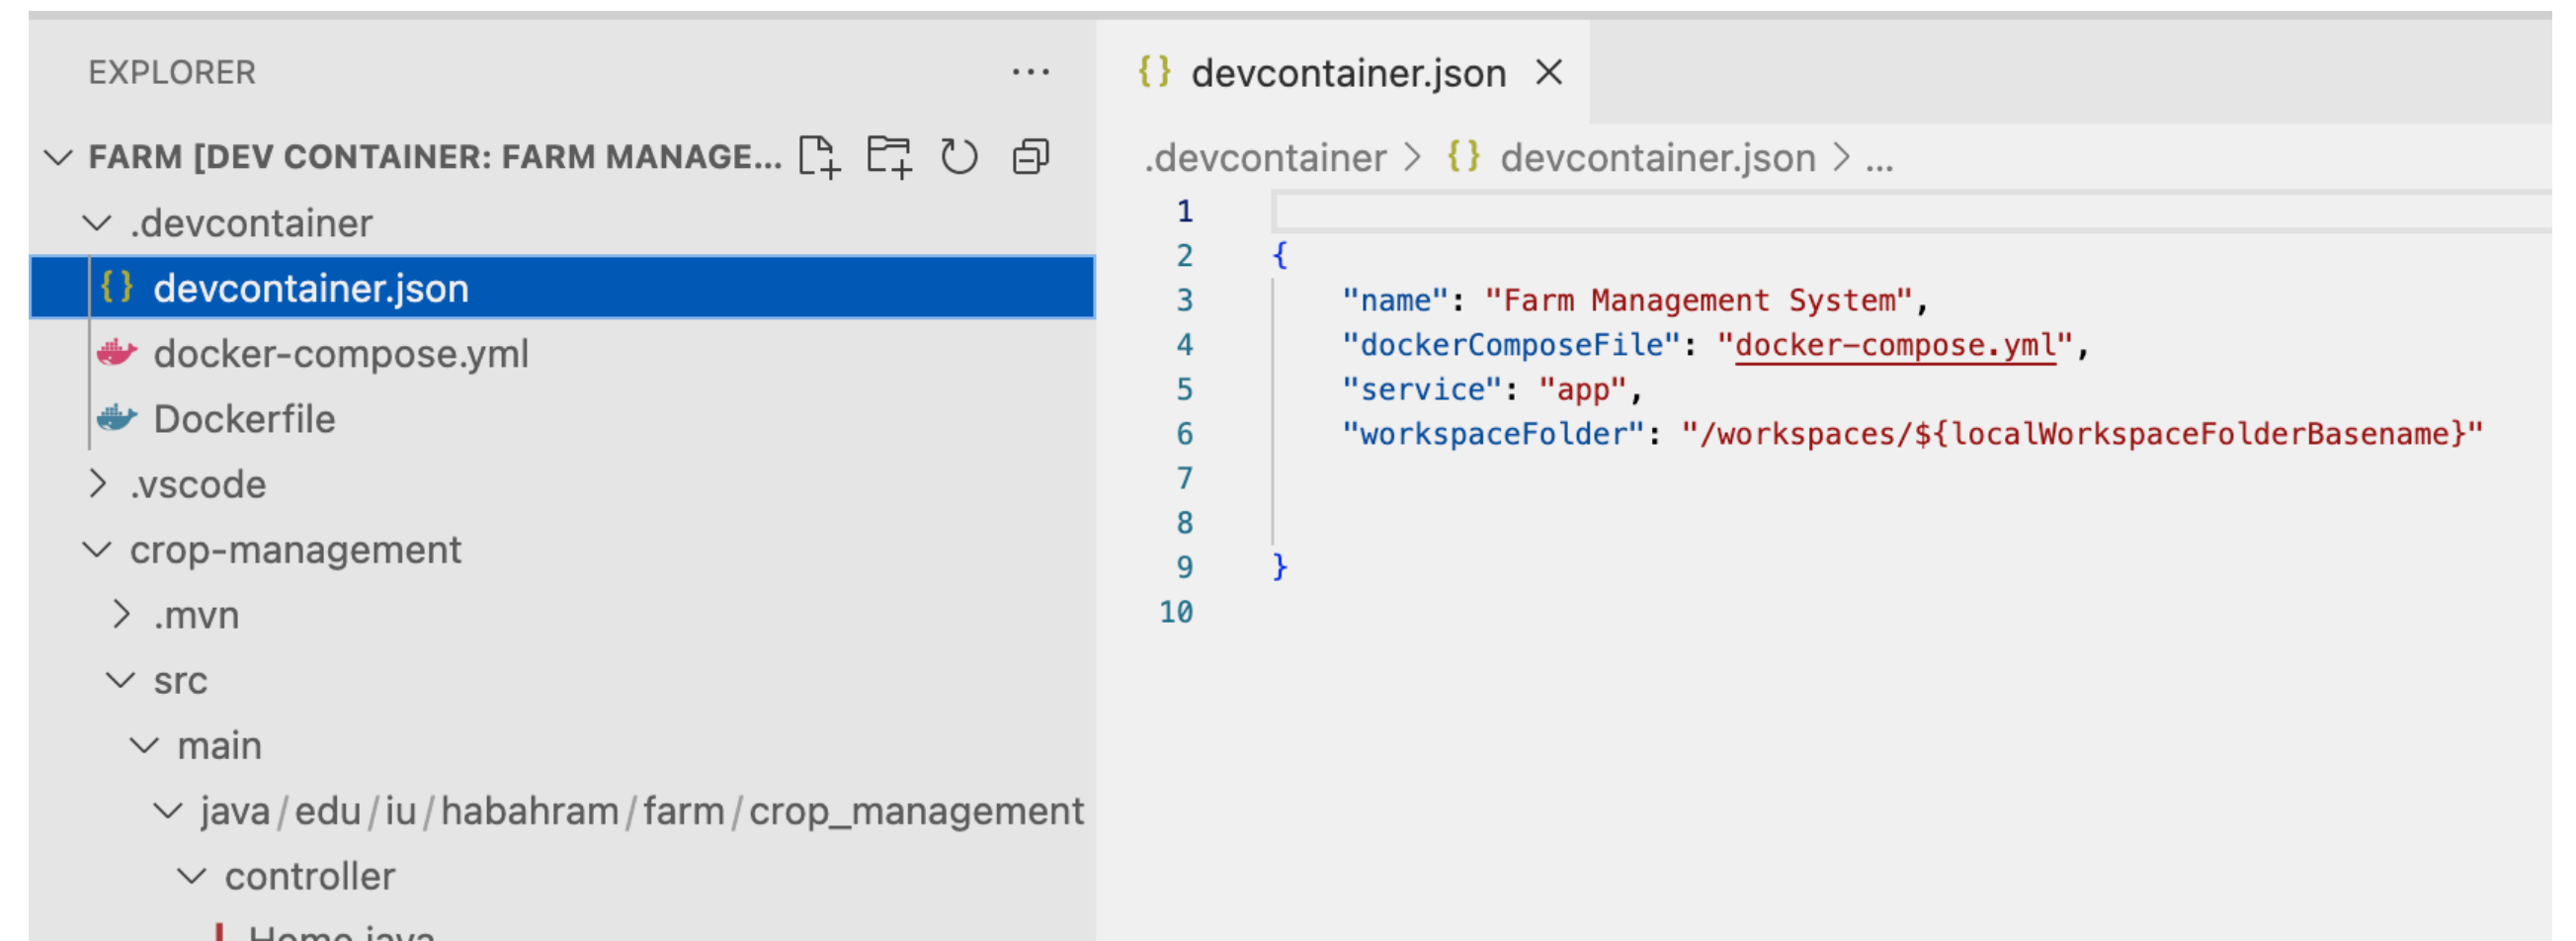 EXPLORER
FARM [DEV CONTAINER: FARM MANAGE...
.devcontainer
devcontainer.json
docker-compose.yml
Dockerfile
.vscode
crop-management
.mvn
src
main
java/edu/iu/habahram/farm/crop_management
controller
Home.java
devcontainer.json
.devcontainer > {} devcontainer.json > ...
1
2 {
3 "name": "Farm Management System",
4 "dockerComposeFile": "docker-compose.yml",
5 "service": "app",
6 "workspaceFolder": "/workspaces/${localWorkspaceFolderBasename}"
7
8
9 }
10